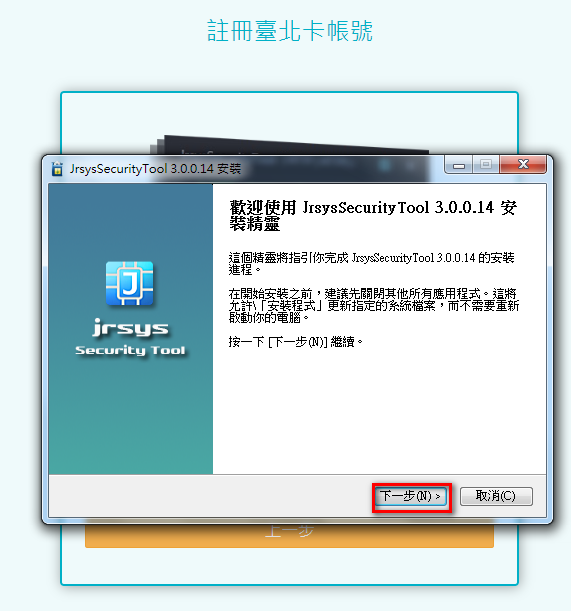 註冊臺北卡帳號
JrsysSecurityTool 3.0.0.14 安裝
歡迎使用 JrsysSecurityTool 3.0.0.14 安
裝精靈
這個精靈將指引你完成 JrsysSecurityTool 3.0.0.14 的安裝
進程。
在開始安裝之前，建議先關閉其他所有應用程式。這將
允許\「安裝程式」更新指定的系統檔案，而不需要重新
啟動你的電腦。
按一下 [下一步(N)] 繼續。
jrsys
Security Tool
下一步(N) >
取消(C)
上一步